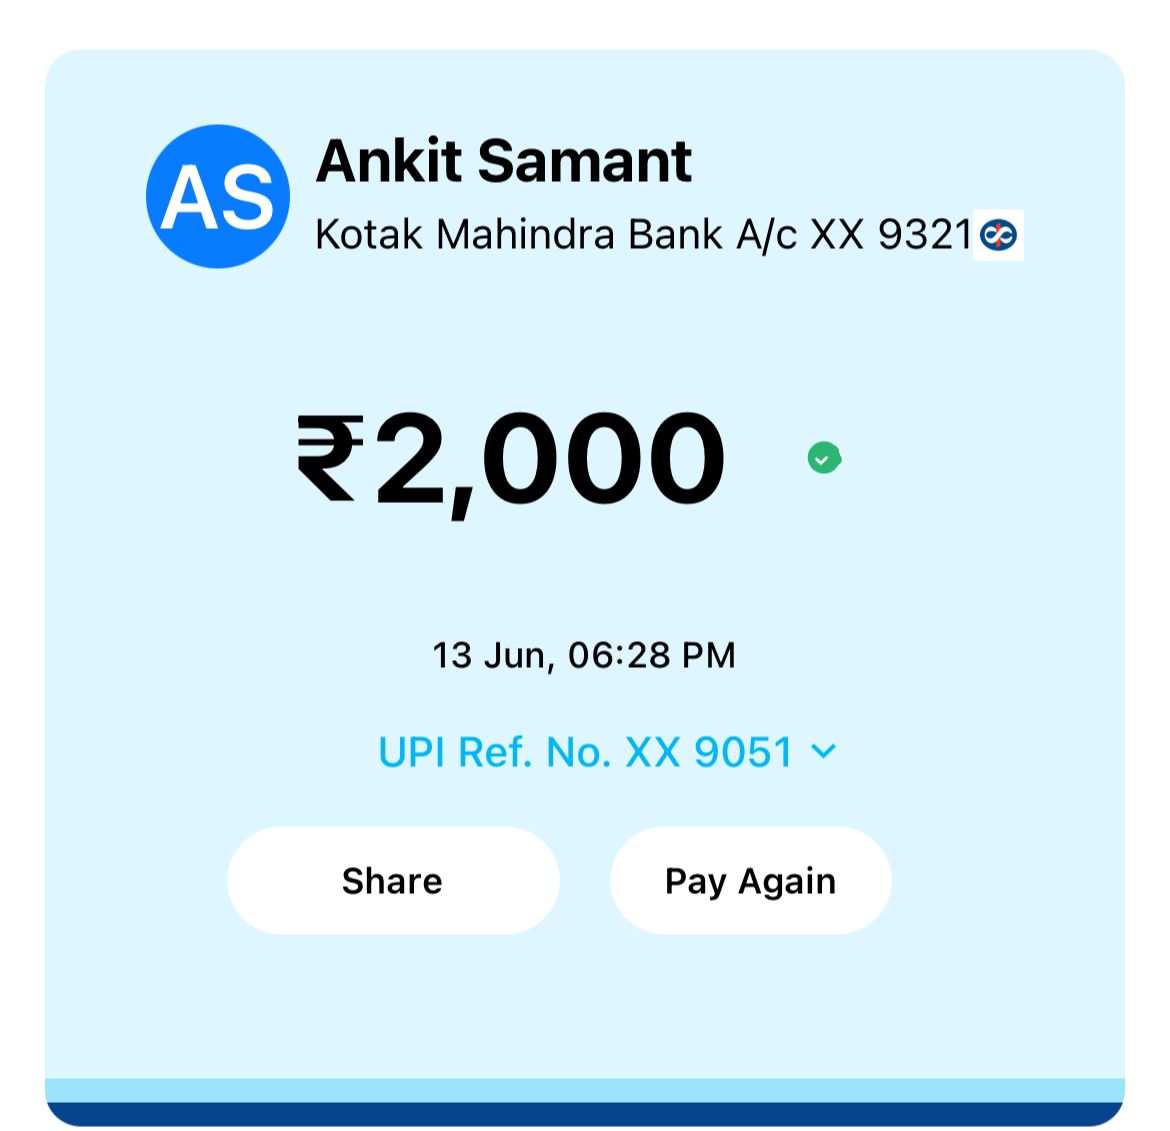 AS
Ankit Samant
Kotak Mahindra Bank A/c XX 9321
₹2,000
13 Jun, 06:28 PM
UPI Ref. No. XX 9051
Share
Pay Again